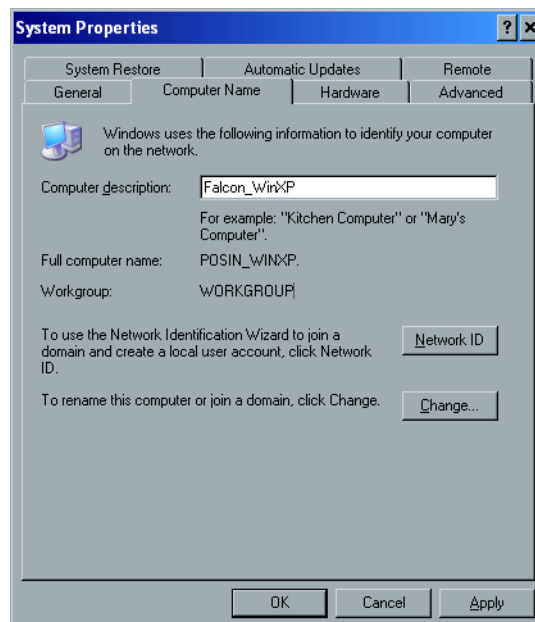 System Properties
System Restore Automatic Updates Remote
General Computer Name Hardware Advanced
Windows uses the following information to identify your computer
on the network.
Computer description: Falcon_WinXP
For example: "Kitchen Computer" or "Mary's
Computer".
Full computer name: POSIN_WINXP.
Workgroup: WORKGROUP
To use the Network Identification Wizard to join a
domain and create a local user account, click Network
ID.
Network ID
To rename this computer or join a domain, click Change.
Change...
OK Cancel Apply